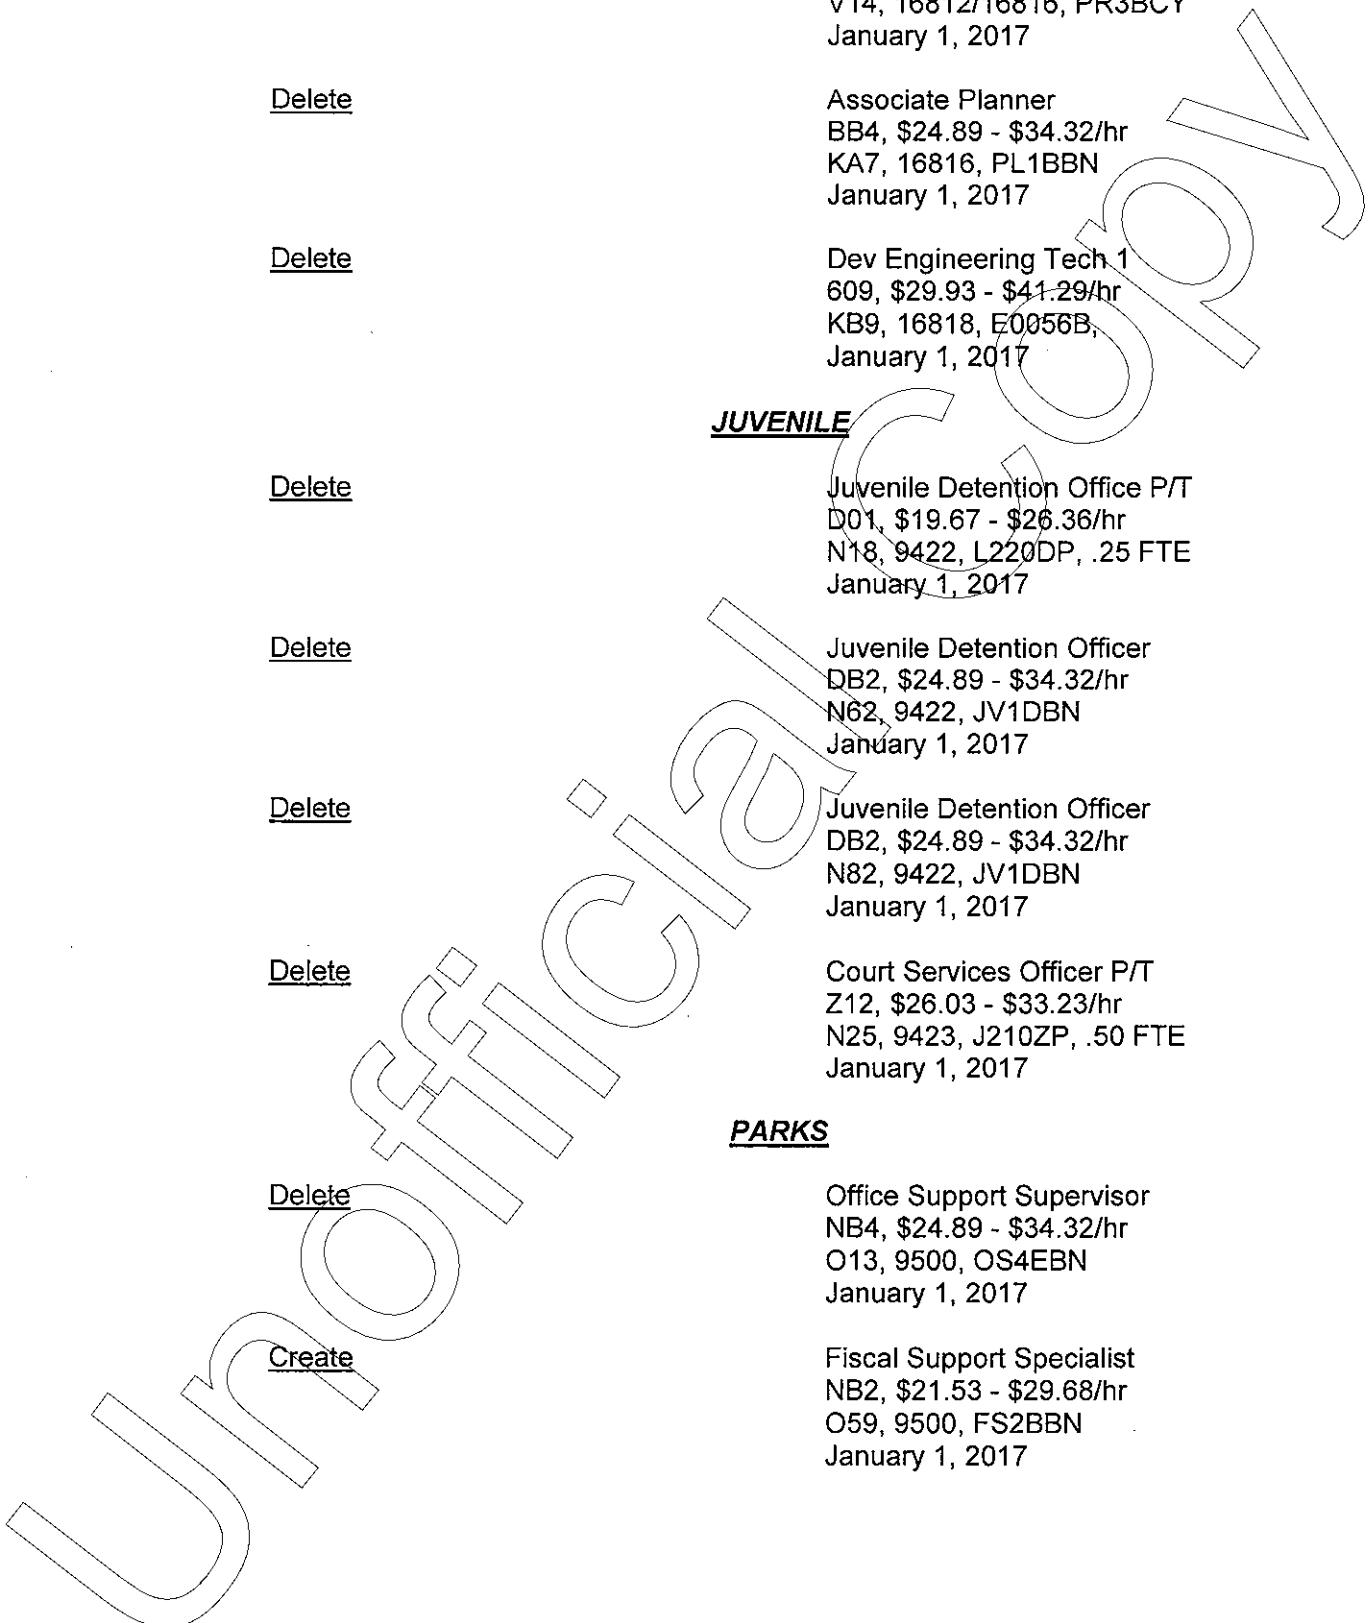 V14, 16812/16816, PR3BCY
January 1, 2017
Delete
Associate Planner
BB4, $24.89 - $34.32/hr
KA7, 16816, PL1BBN
January 1, 2017
Delete
Dev Engineering Tech 1
609, $29.93 - $41.29/hr
KB9, 16818, E0056B,
January 1, 2017
JUVENILE
Delete
Juvenile Detention Office P/T
D01, $19.67 - $26.36/hr
N18, 9422, L220DP, .25 FTE
January 1, 2017
Delete
Juvenile Detention Officer
DB2, $24.89 - $34.32/hr
N62, 9422, JV1DBN
January 1, 2017
Delete
Juvenile Detention Officer
DB2, $24.89 - $34.32/hr
N82, 9422, JV1DBN
January 1, 2017
Delete
Court Services Officer P/T
Z12, $26.03 - $33.23/hr
N25, 9423, J210ZP, .50 FTE
January 1, 2017
PARKS
Delete
Office Support Supervisor
NB4, $24.89 - $34.32/hr
O13, 9500, OS4EBN
January 1, 2017
Create
Fiscal Support Specialist
NB2, $21.53 - $29.68/hr
O59, 9500, FS2BBN
January 1, 2017
Unofficial Copy